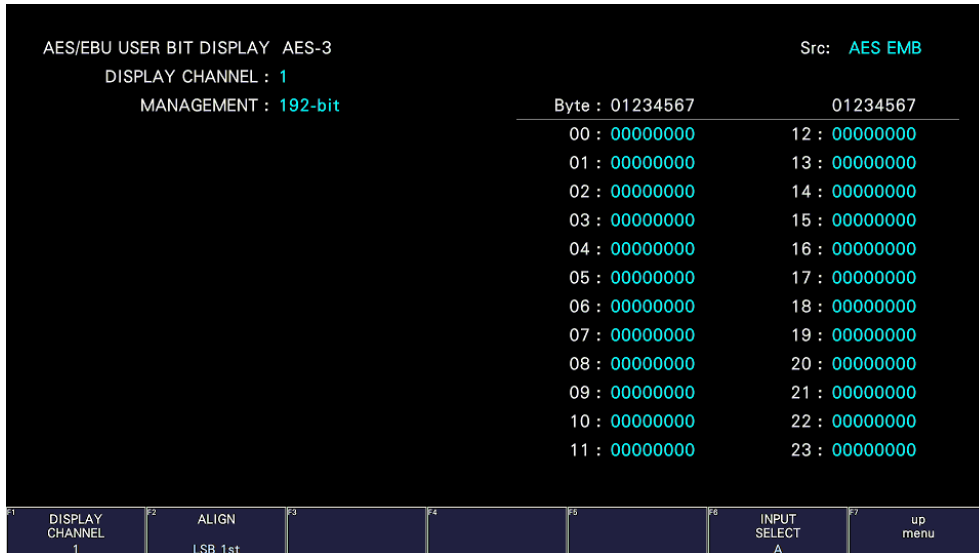 AES/EBU USER BIT DISPLAY AES-3 Src: AES EMB
DISPLAY CHANNEL : 1
MANAGEMENT : 192-bit Byte : 01234567 01234567
00 : 00000000 12 : 00000000
01 : 00000000 13 : 00000000
02 : 00000000 14 : 00000000
03 : 00000000 15 : 00000000
04 : 00000000 16 : 00000000
05 : 00000000 17 : 00000000
06 : 00000000 18 : 00000000
07 : 00000000 19 : 00000000
08 : 00000000 20 : 00000000
09 : 00000000 21 : 00000000
10 : 00000000 22 : 00000000
11 : 00000000 23 : 00000000
F1 DISPLAY CHANNEL 1
F2 ALIGN LSB 1st
F3
F4
F5
F6 INPUT SELECT A
F7 up menu